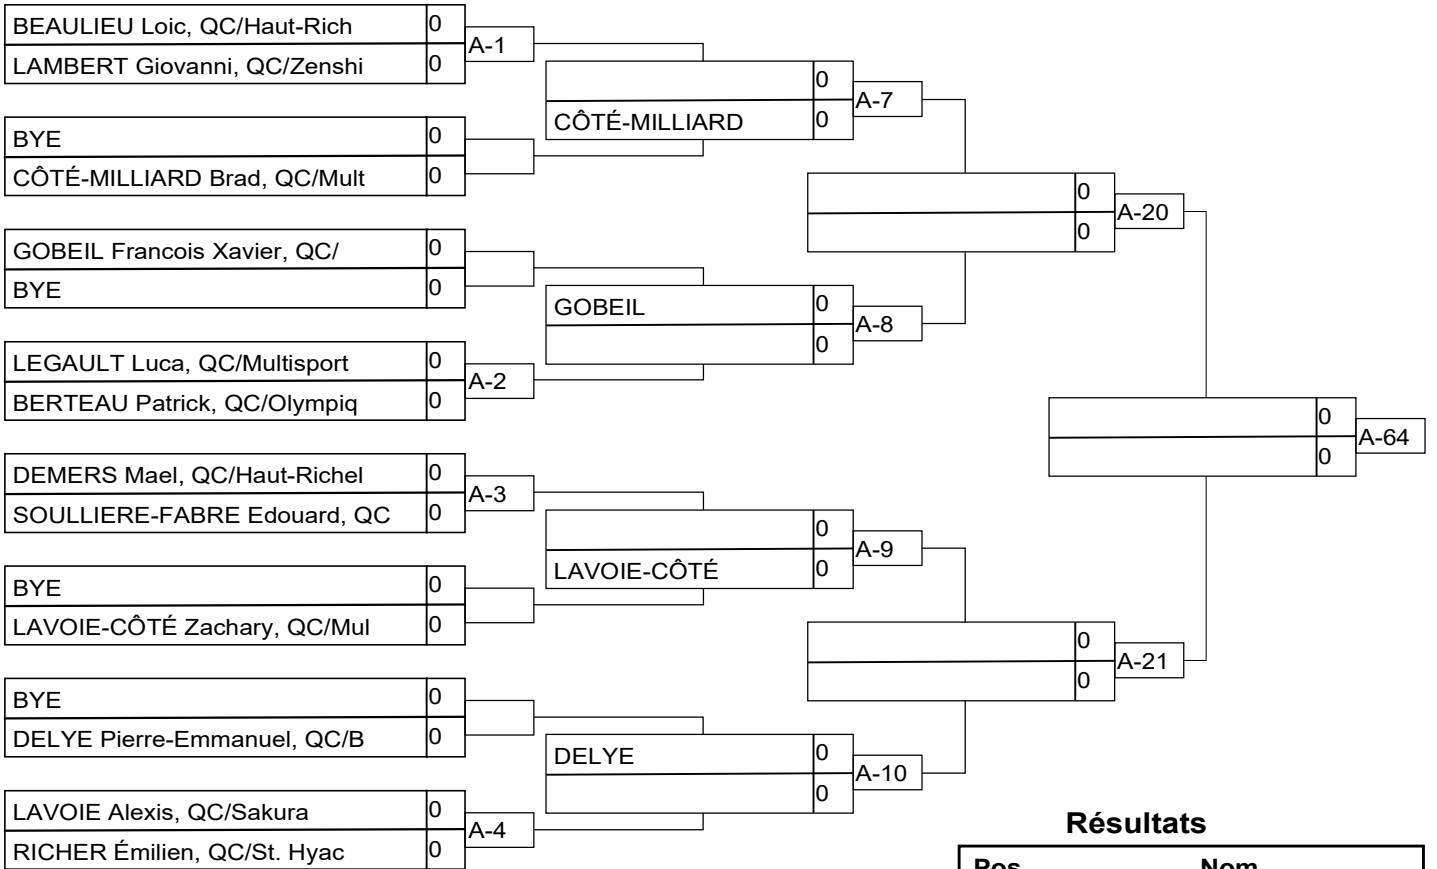 BEAULIEU Loic, QC/Haut-Rich 0
A-1
LAMBERT Giovanni, QC/Zenshi 0
0
A-7
CÔTÉ-MILLIARD 0
BYE 0
CÔTÉ-MILLIARD Brad, QC/Mult 0
0
A-20
0
GOBEIL Francois Xavier, QC/ 0
BYE 0
GOBEIL 0
A-8
0
LEGAULT Luca, QC/Multisport 0
A-2
BERTEAU Patrick, QC/Olympiq 0
0
A-64
0
DEMERS Mael, QC/Haut-Richel 0
A-3
SOULLIERE-FABRE Edouard, QC 0
0
A-9
LAVOIE-CÔTÉ 0
BYE 0
LAVOIE-CÔTÉ Zachary, QC/Mul 0
0
A-21
0
BYE 0
DELYE Pierre-Emmanuel, QC/B 0
DELYE 0
A-10
0
LAVOIE Alexis, QC/Sakura 0
A-4
RICHER Émilien, QC/St. Hyac 0
Résultats
Pos Nom